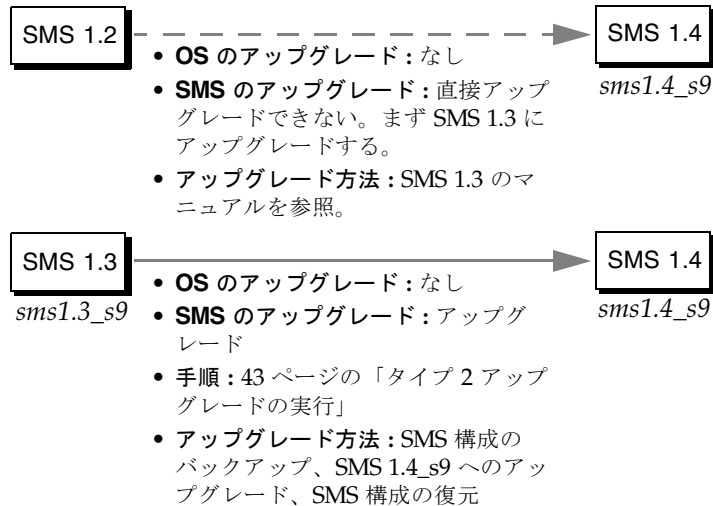 SMS 1.2
SMS 1.4
sms1.4_s9
• OS のアップグレード : なし
• SMS のアップグレード : 直接アップ
グレードできない。まず SMS 1.3 に
アップグレードする。
• アップグレード方法 : SMS 1.3 のマ
ニュアルを参照。
SMS 1.3
sms1.3_s9
SMS 1.4
sms1.4_s9
• OS のアップグレード : なし
• SMS のアップグレード : アップグ
レード
• 手順 : 43 ページの「タイプ 2 アップ
グレードの実行」
• アップグレード方法 : SMS 構成の
バックアップ、SMS 1.4_s9 へのアッ
プグレード、SMS 構成の復元